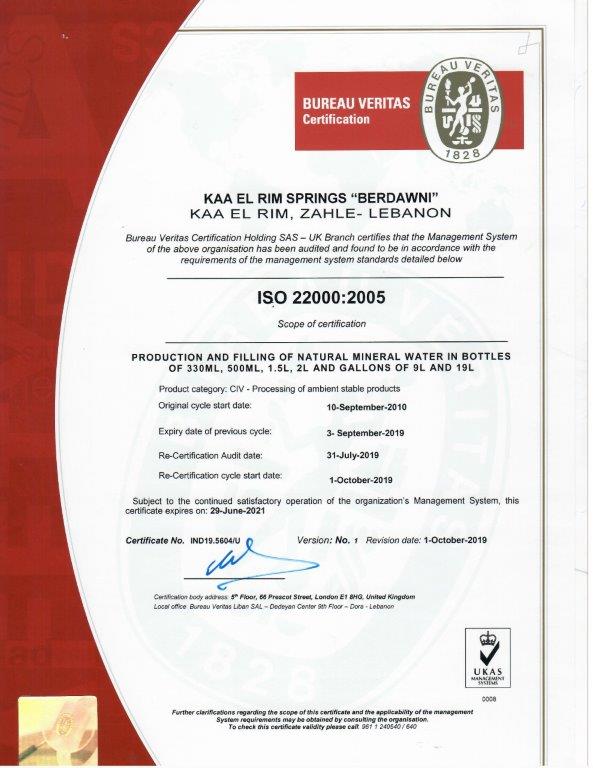 BUREAU VERITAS
Certification
BUREAU VERITAS
1828
KAA EL RIM SPRINGS "BERDAWNI"
KAA EL RIM, ZAHLE- LEBANON
Bureau Veritas Certification Holding SAS – UK Branch certifies that the Management System
of the above organisation has been audited and found to be in accordance with the
requirements of the management system standards detailed below
ISO 22000:2005
Scope of certification
PRODUCTION AND FILLING OF NATURAL MINERAL WATER IN BOTTLES
OF 330ML, 500ML, 1.5L, 2L AND GALLONS OF 9L AND 19L
Product category: CIV - Processing of ambient stable products
Original cycle start date: 10-September-2010
Expiry date of previous cycle: 3- September-2019
Re-Certification Audit date: 31-July-2019
Re-Certification cycle start date: 1-October-2019
Subject to the continued satisfactory operation of the organization's Management System, this
certificate expires on: 29-June-2021
Certificate No. IND19.5604/U Version: No. 1 Revision date: 1-October-2019
Certification body address: 5th Floor, 66 Prescot Street, London E1 8HG, United Kingdom
Local office Bureau Veritas Liban SAL – Dedeyan Center 9th Floor – Dora - Lebanon
UKAS
MANAGEMENT
SYSTEMS
0008
Further clarifications regarding the scope of this certificate and the applicability of the management
System requirements may be obtained by consulting the organisation.
To check this certificate validity please call: 961 1 240540 / 640